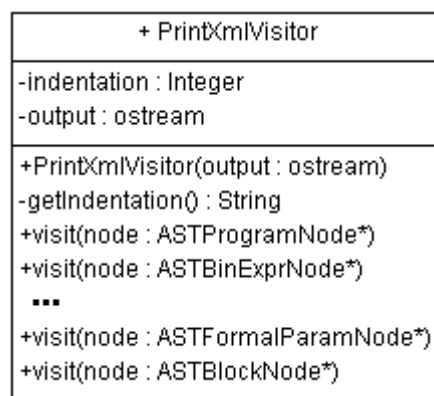 + PrintXmlVisitor
-indentation : Integer
-output : ostream
+PrintXmlVisitor(output : ostream)
-getIndentation() : String
+visit(node : ASTProgramNode*)
+visit(node : ASTBinExprNode*)
...
+visit(node : ASTFormalParamNode*)
+visit(node : ASTBlockNode*)